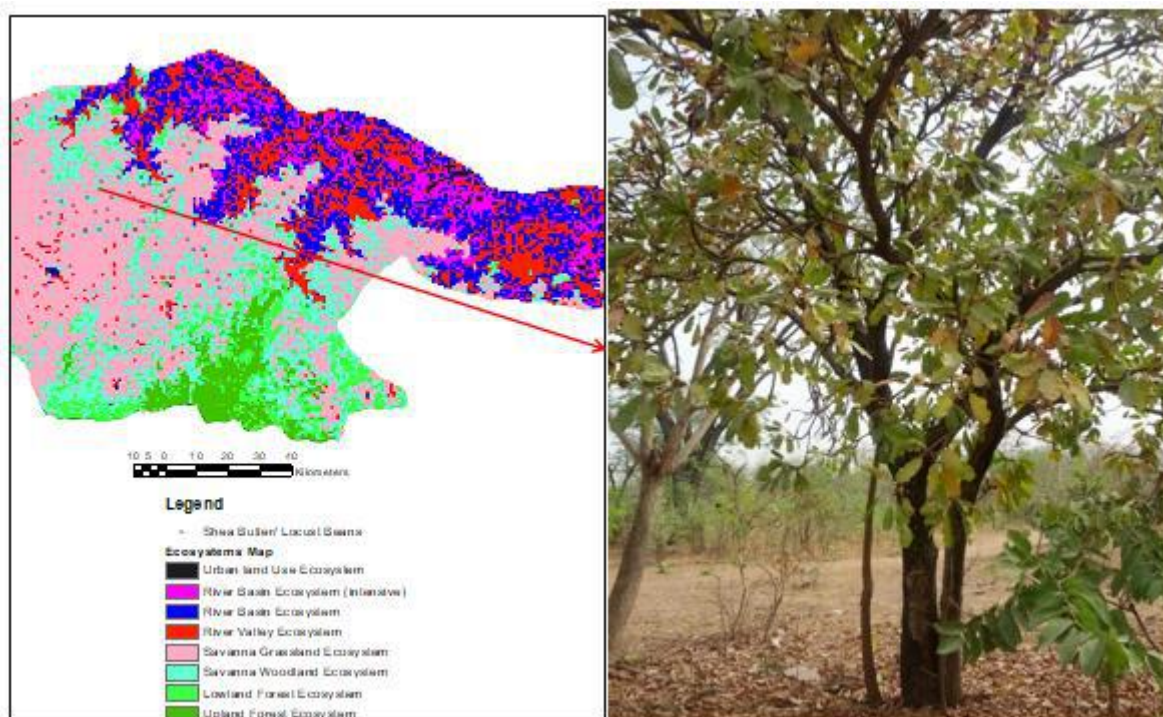 10 5 0 10 20 30 40
Kilometers
Legend
Shea Butter/ Locust Beans
Ecosystems Map
Urban land Use Ecosystem
River Basin Ecosystem (Intensive)
River Basin Ecosystem
River Valley Ecosystem
Savanna Grassland Ecosystem
Savanna Woodland Ecosystem
Lowland Forest Ecosystem
Upland Forest Ecosystem